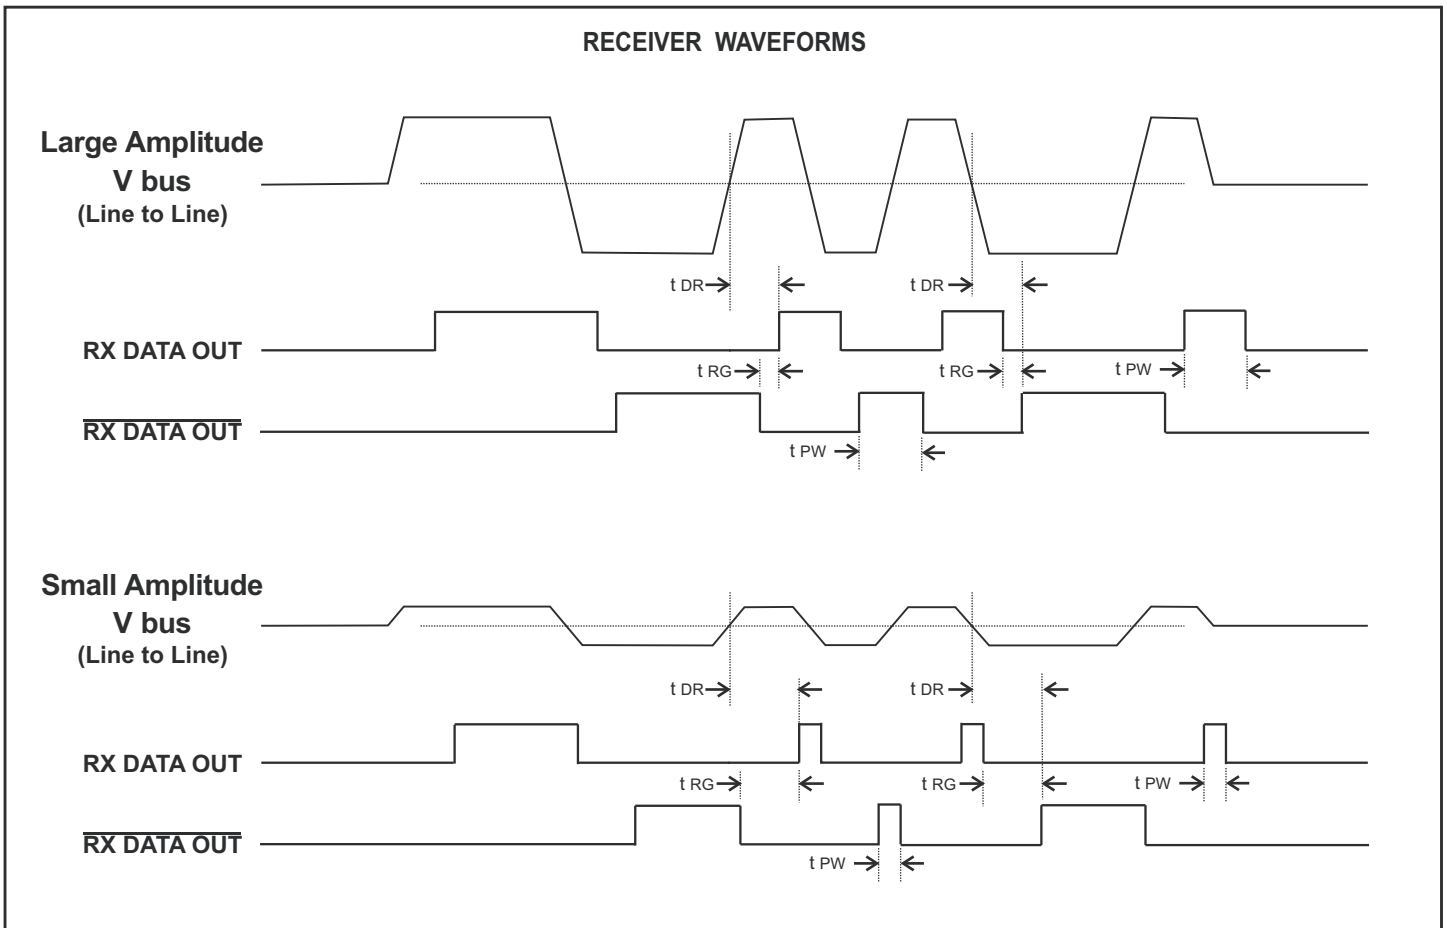 RECEIVER WAVEFORMS
Large Amplitude
V bus
(Line to Line)
t DR
t DR
RX DATA OUT
t RG
t RG
t PW
RX DATA OUT
t PW
Small Amplitude
V bus
(Line to Line)
t DR
t DR
RX DATA OUT
t RG
t RG
t PW
RX DATA OUT
t PW